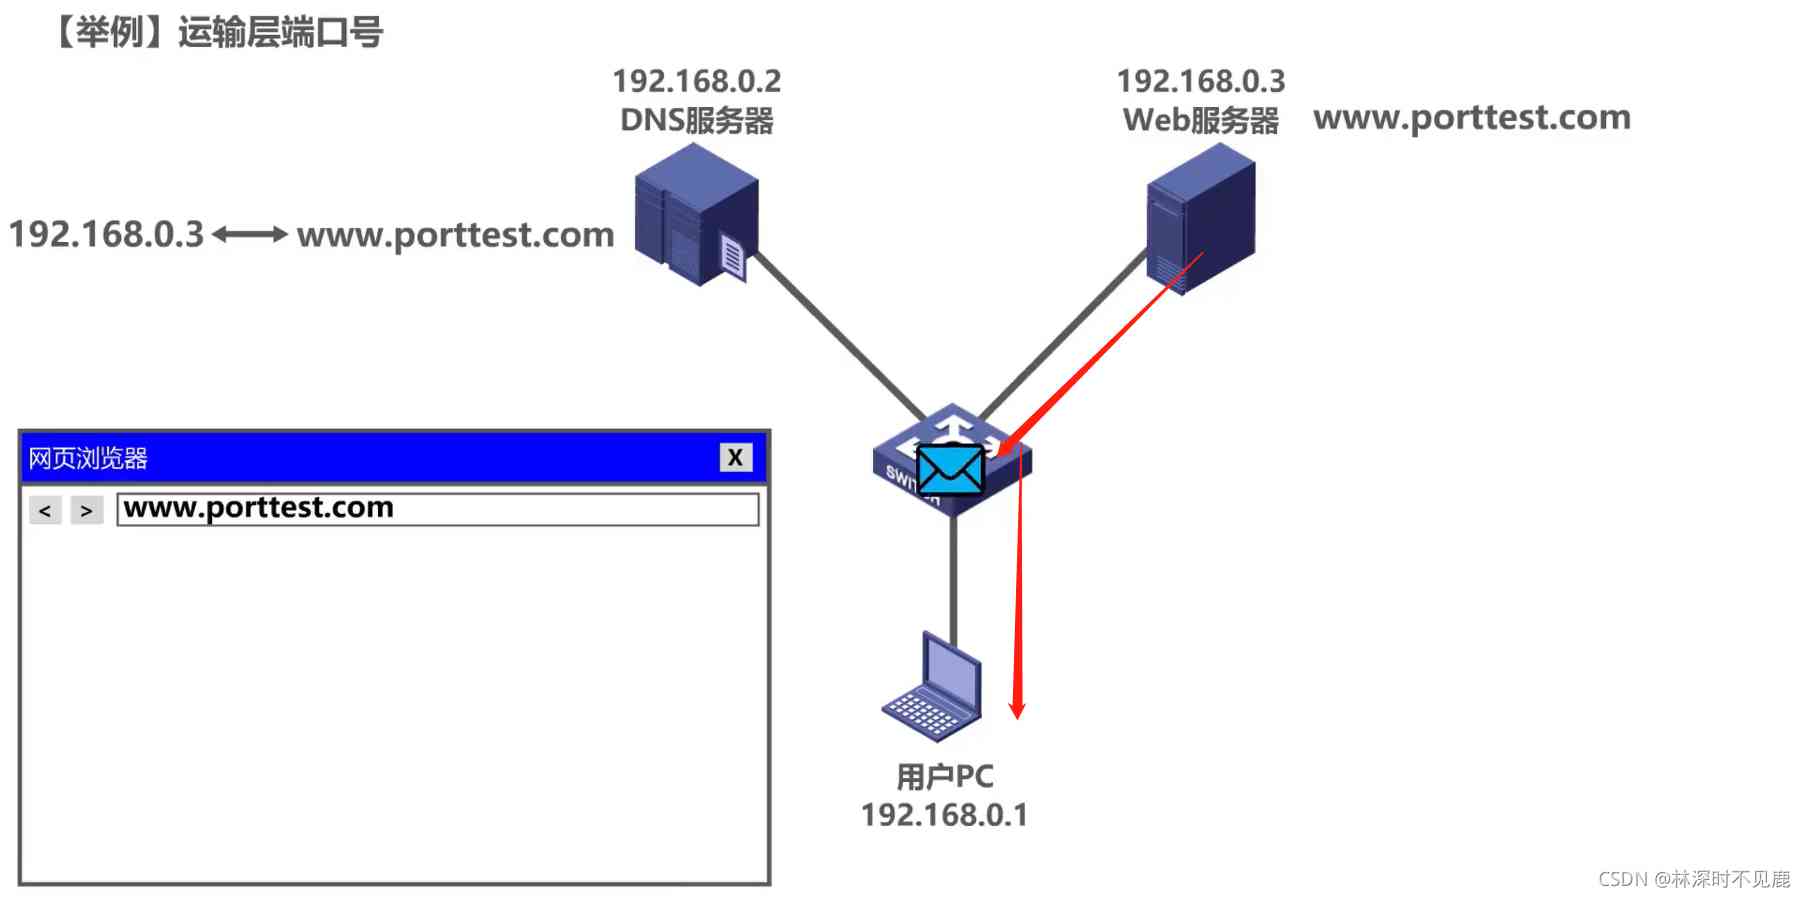 【举例】运输层端口号
192.168.0.2
DNS服务器
192.168.0.3
Web服务器
www.porttest.com
192.168.0.3
www.porttest.com
网页浏览器
X
< >
www.porttest.com
用户PC
192.168.0.1
CSDN @林深时不见鹿